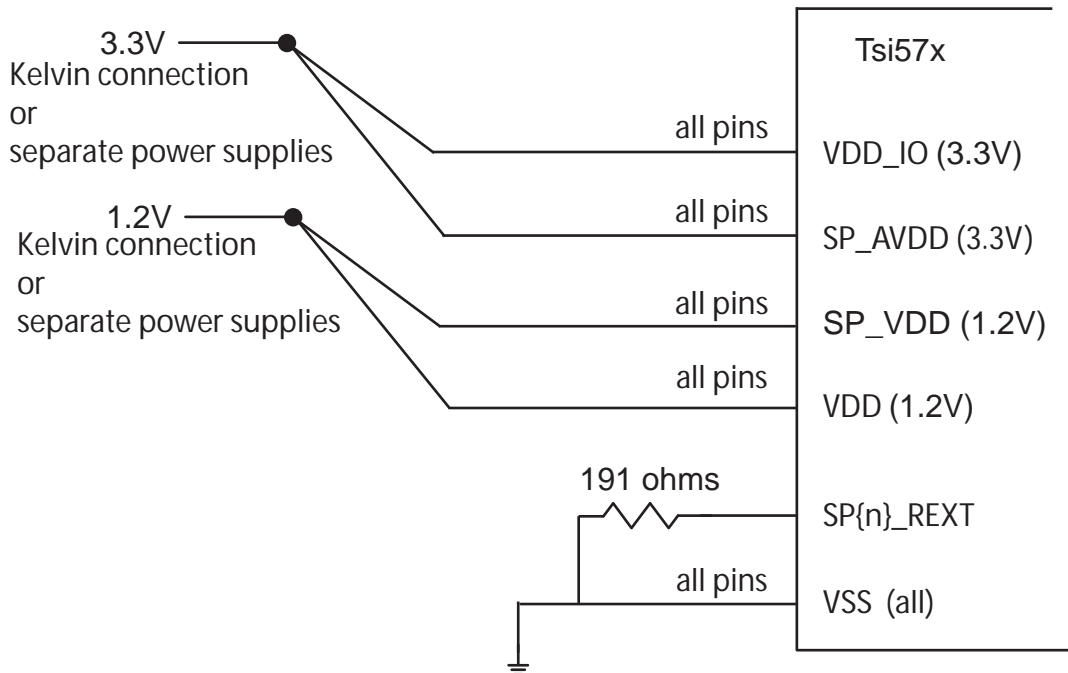 3.3V
Kelvin connection
or
separate power supplies
1.2V
Kelvin connection
or
separate power supplies
Tsi57x
all pins
VDD_IO (3.3V)
all pins
SP_AVDD (3.3V)
all pins
SP_VDD (1.2V)
all pins
VDD (1.2V)
191 ohms
SP{n}_REXT
all pins
VSS (all)